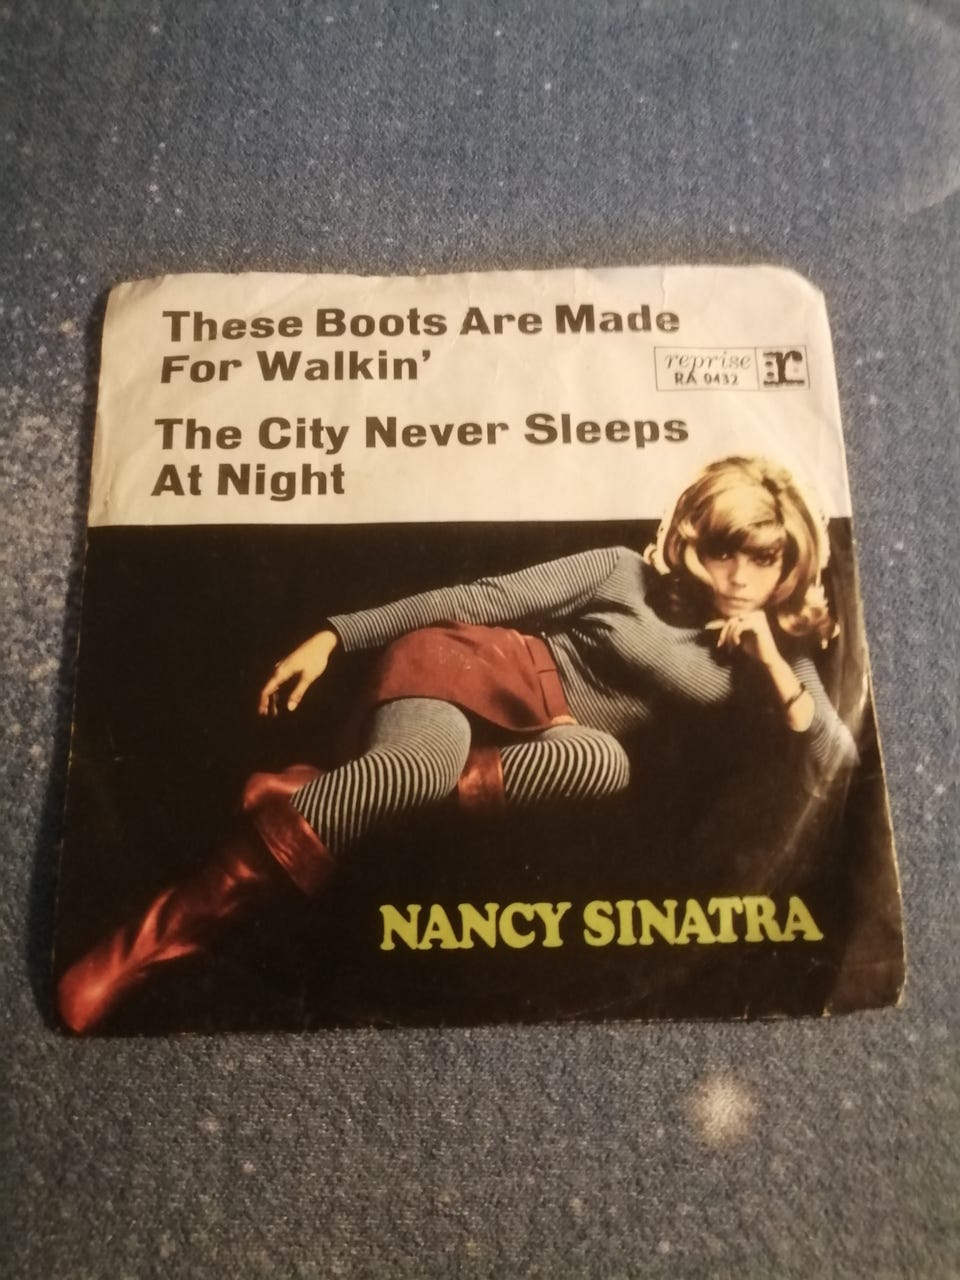 These Boots Are Made
For Walkin'
reprise
RA 0432
r
The City Never Sleeps
At Night
NANCY SINATRA